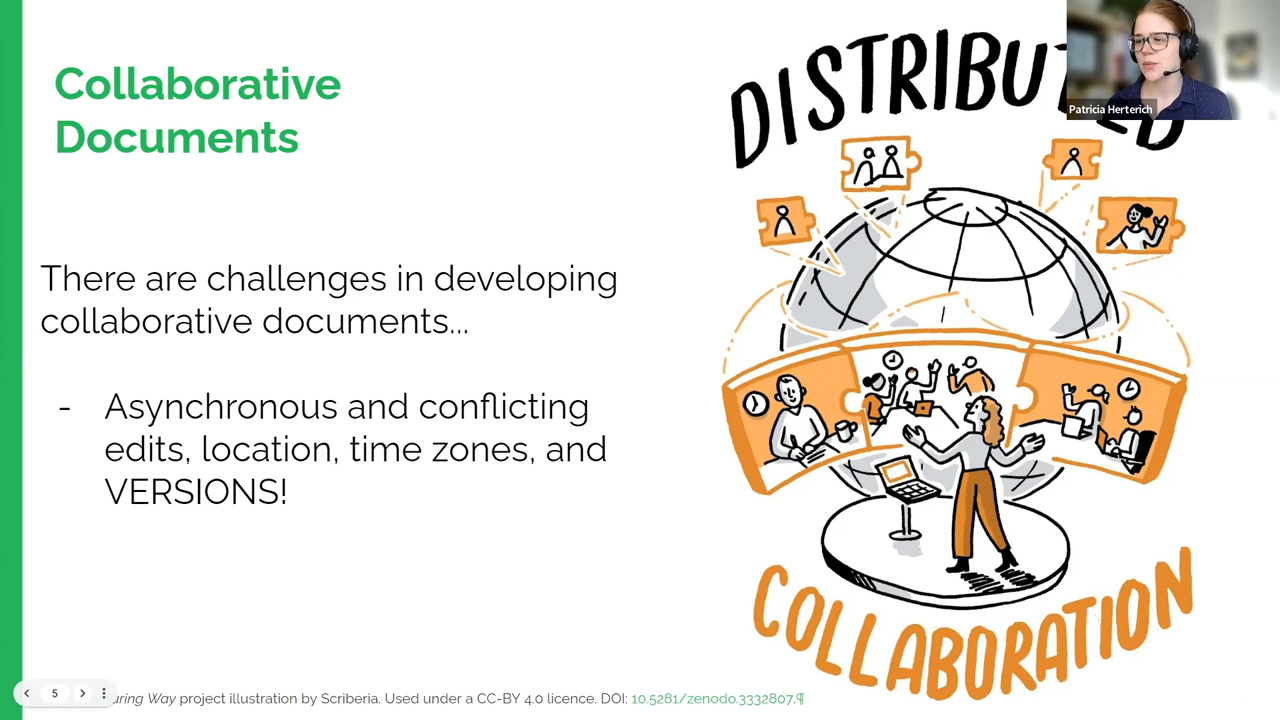 Collaborative
Documents
There are challenges in developing
collaborative documents...
- Asynchronous and conflicting
edits, location, time zones, and
VERSIONS!
DISTRIBUTED
COLLABORATION
Patricia Herterich
5
uring Way project illustration by Scriberia. Used under a CC-BY 4.0 licence. DOI: 10.5281/zenodo.3332807.¶